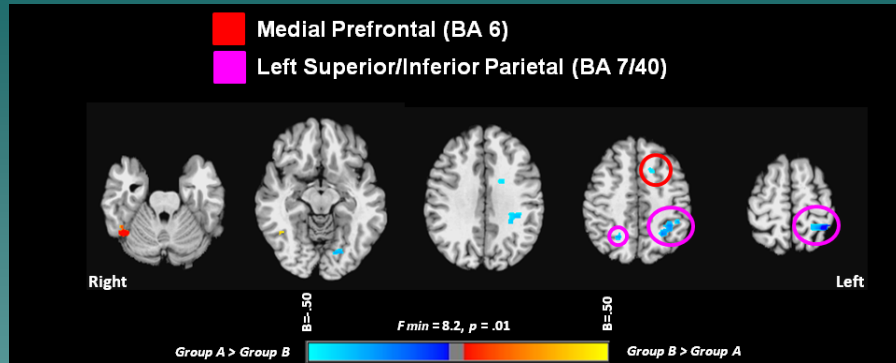 Medial Prefrontal (BA 6)
Left Superior/Inferior Parietal (BA 7/40)
Right
Left
B=-.50
F min = 8.2, p = .01
B=.50
Group A > Group B
Group B > Group A